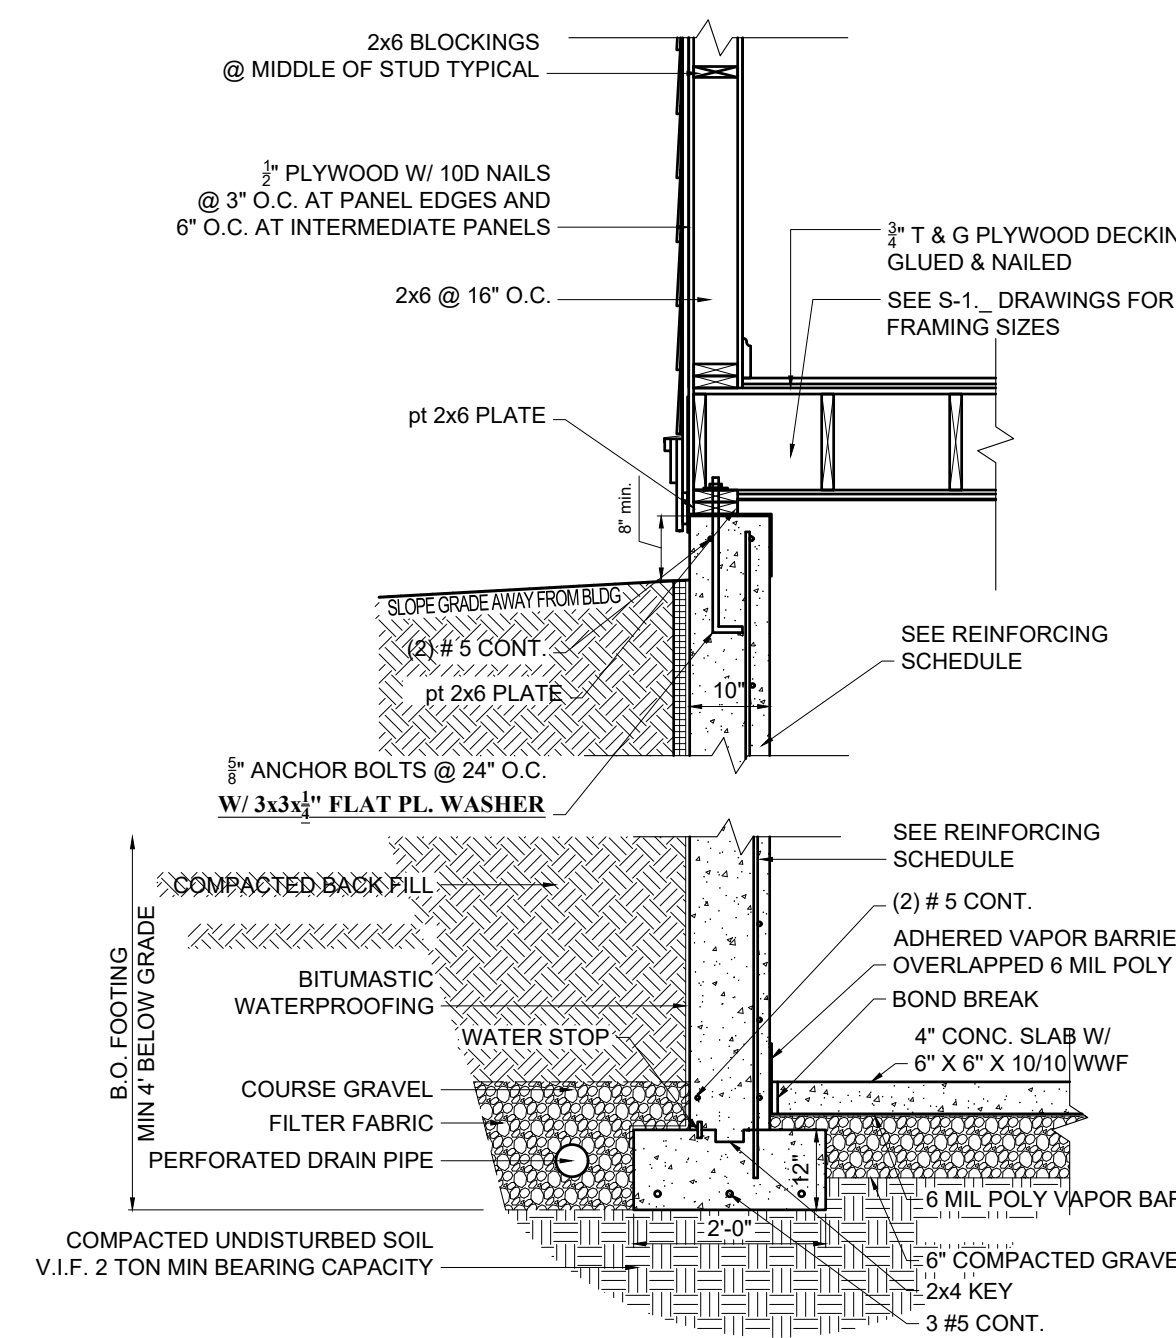 2x6 BLOCKINGS
@ MIDDLE OF STUD TYPICAL
1/2" PLYWOOD W/ 10D NAILS
@ 3" O.C. AT PANEL EDGES AND
6" O.C. AT INTERMEDIATE PANELS
3/4" T & G PLYWOOD DECKIN
GLUED & NAILED
2x6 @ 16" O.C.
SEE S-1._ DRAWINGS FOR
FRAMING SIZES
pt 2x6 PLATE
8" min.
SLOPE GRADE AWAY FROM BLDG
(2) # 5 CONT.
pt 2x6 PLATE
SEE REINFORCING
SCHEDULE
10"
5/8" ANCHOR BOLTS @ 24" O.C.
W/ 3x3x1/4" FLAT PL. WASHER
SEE REINFORCING
SCHEDULE
COMPACTED BACK FILL
(2) # 5 CONT.
B.O. FOOTING
MIN 4' BELOW GRADE
ADHERED VAPOR BARRIE
OVERLAPPED 6 MIL POLY
BITUMASTIC
WATERPROOFING
BOND BREAK
WATER STOP
4" CONC. SLAB W/
6" X 6" X 10/10 WWF
COURSE GRAVEL
FILTER FABRIC
PERFORATED DRAIN PIPE
12"
2'-0"
6 MIL POLY VAPOR BAR
COMPACTED UNDISTURBED SOIL
V.I.F. 2 TON MIN BEARING CAPACITY
6" COMPACTED GRAVE
2x4 KEY
3 #5 CONT.